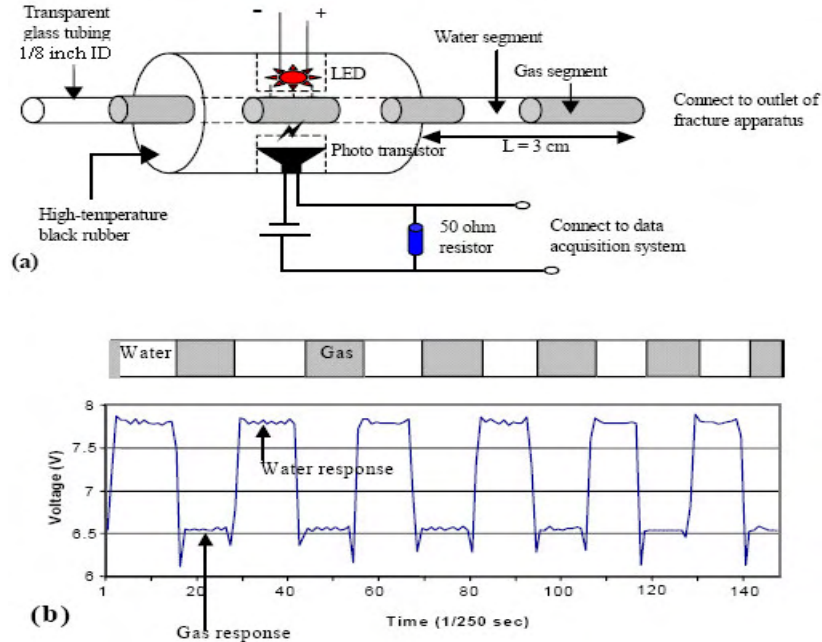 Transparent
glass tubing
1/8 inch ID
- +
LED
Water segment
Gas segment
Connect to outlet of
fracture apparatus
L = 3 cm
Photo transistor
High-temperature
black rubber
50 ohm
resistor
Connect to data
acquisition system
(a)
Water
Gas
8
7.5
7
6.5
6
Voltage (V)
Water response
1 20 40 60 80 100 120 140
Time (1/250 sec)
(b)
Gas response